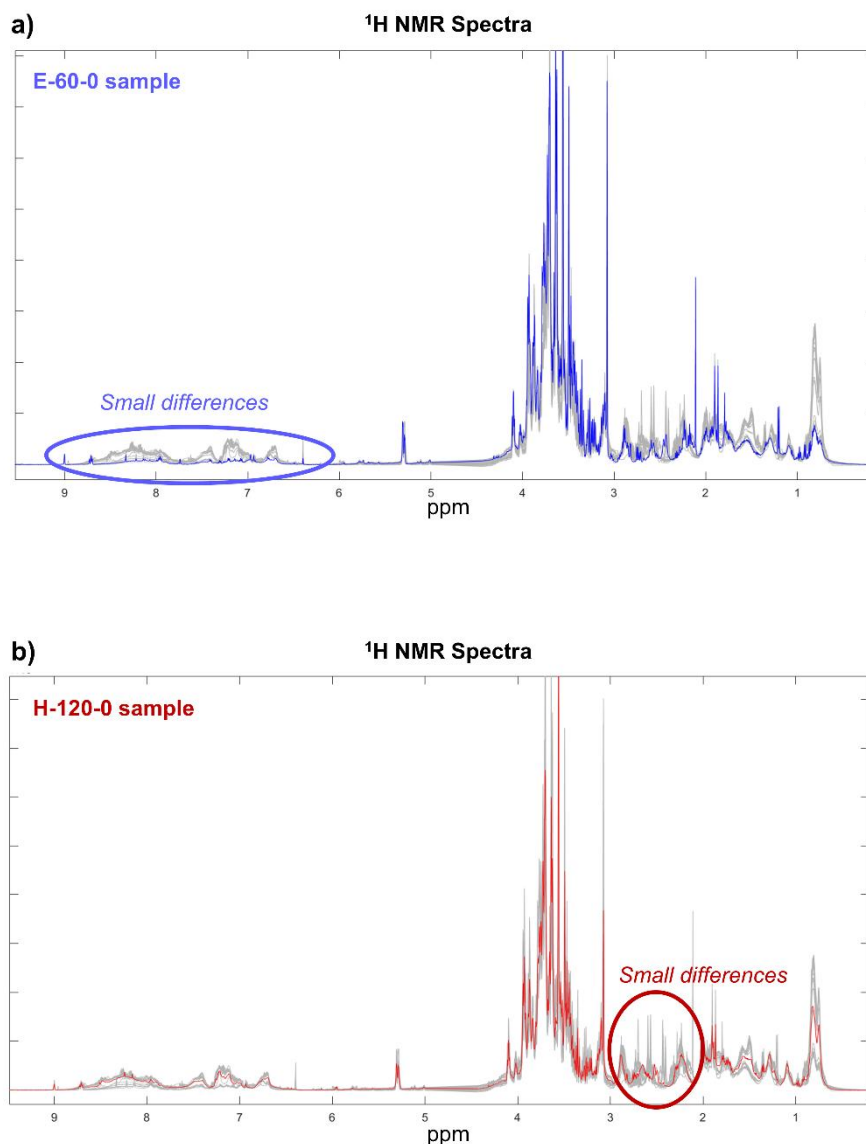 a)
¹H NMR Spectra
E-60-0 sample
Small differences
9 8 7 6 5 4 3 2 1
ppm
b)
¹H NMR Spectra
H-120-0 sample
Small differences
9 8 7 6 5 4 3 2 1
ppm